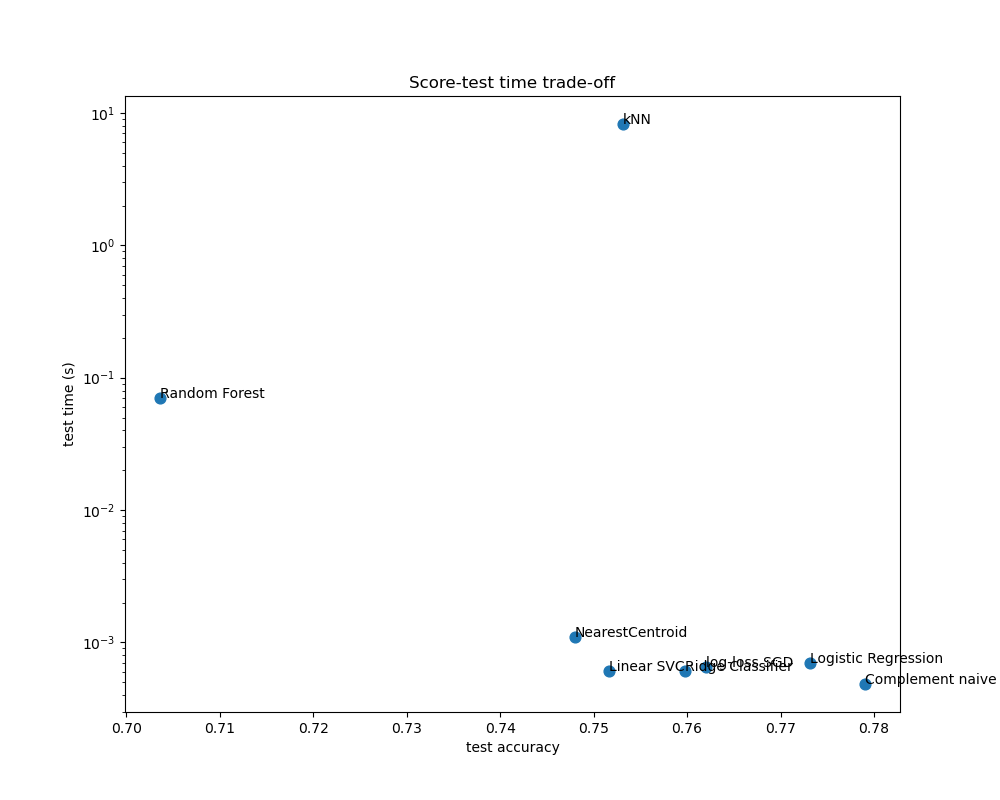 Score-test time trade-off
10¹
kNN
10⁰
10⁻¹
Random Forest
test time (s)
10⁻²
10⁻³
NearestCentroid
Linear SVC
Ridge Classifier
log-loss SGD
Logistic Regression
Complement naive
0.70 0.71 0.72 0.73 0.74 0.75 0.76 0.77 0.78
test accuracy